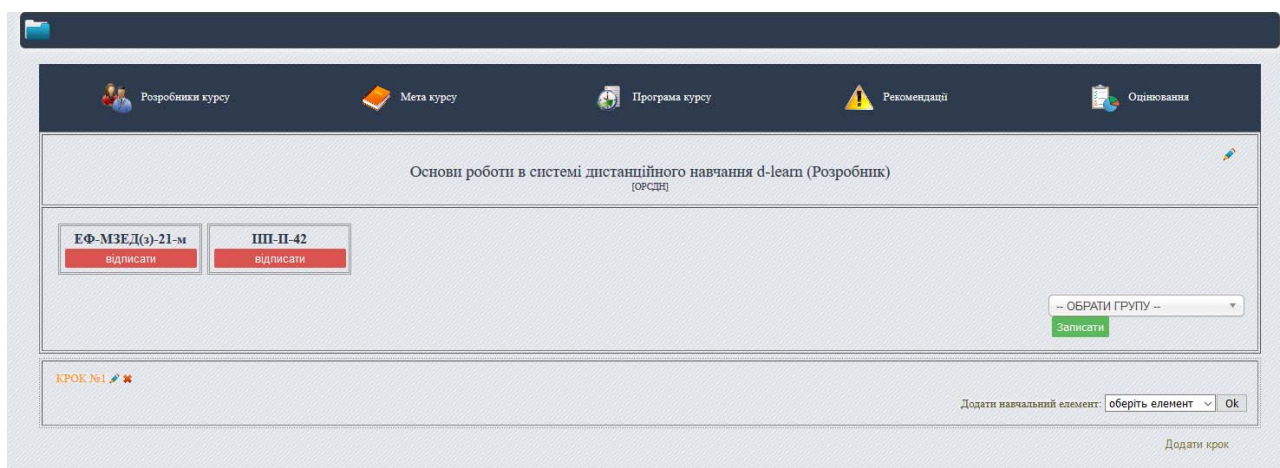 Розробники курсу
Мета курсу
Програма курсу
Рекомендації
Оцінювання
Основи роботи в системі дистанційного навчання d-learn (Розробник)
[ОРСДН]
ЕФ-МЗЕД(з)-21-м
ПП-П-42
відписати
відписати
-- ОБРАТИ ГРУПУ --
Записати
КРОК №1
Додати навчальний елемент: оберіть елемент Ok
Додати крок